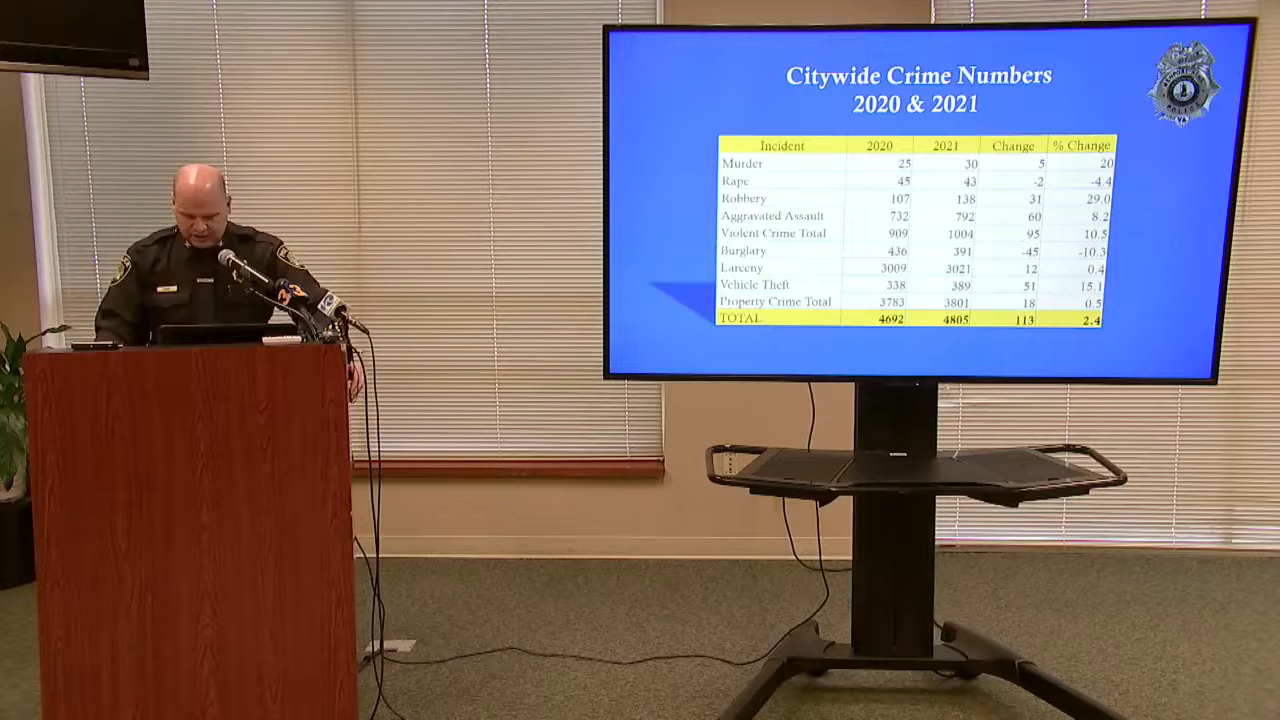 Citywide Crime Numbers
2020 & 2021
Incident 2020 2021 Change % Change
Murder 25 30 5 20
Rape 45 43 -2 -4.4
Robbery 107 138 31 29.0
Aggravated Assault 732 792 60 8.2
Violent Crime Total 909 1004 95 10.5
Burglary 436 391 -45 -10.3
Larceny 3009 3021 12 0.4
Vehicle Theft 338 389 51 15.1
Property Crime Total 3783 3801 18 0.5
TOTAL 4692 4805 113 2.4